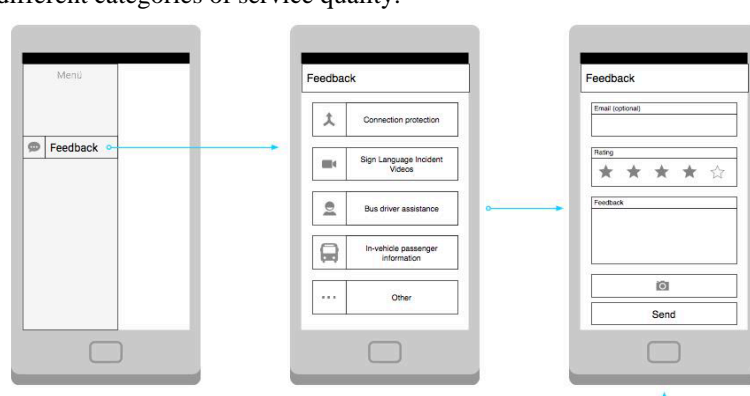 different categories of service quality.
Menü
Feedback
Feedback
Connection protection
Sign Language Incident
Videos
Bus driver assistance
In-vehicle passenger
information
Other
Feedback
Email (optional)
Rating
Feedback
Send